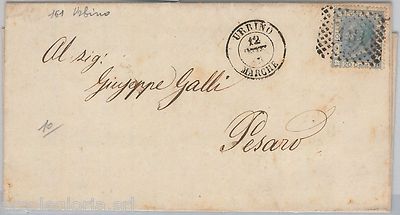 161 Urbino
URBINO
12
MARCHE
Al sig:
Giuseppe Galli
Pesaro
10